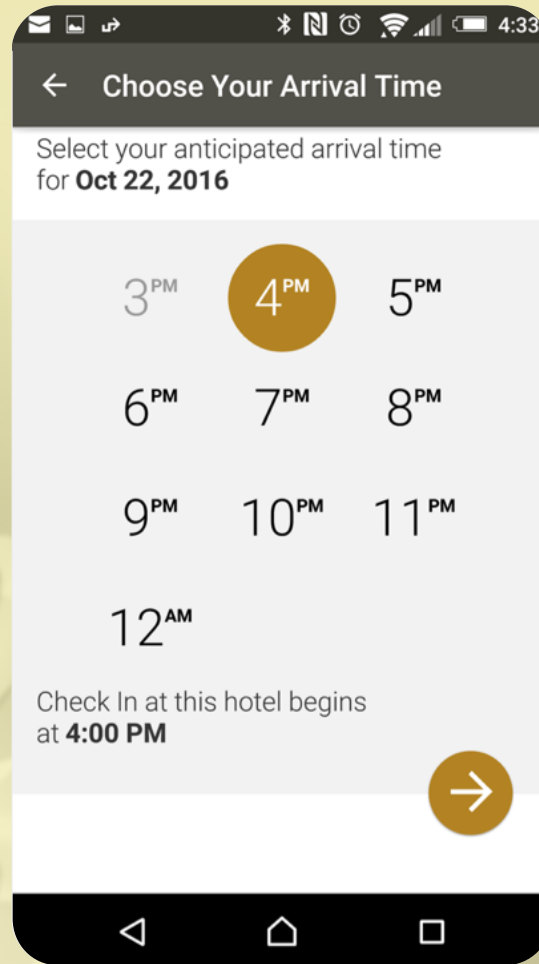 4:33
Choose Your Arrival Time
Select your anticipated arrival time
for Oct 22, 2016
3PM 4PM 5PM
6PM 7PM 8PM
9PM 10PM 11PM
12AM
Check In at this hotel begins
at 4:00 PM